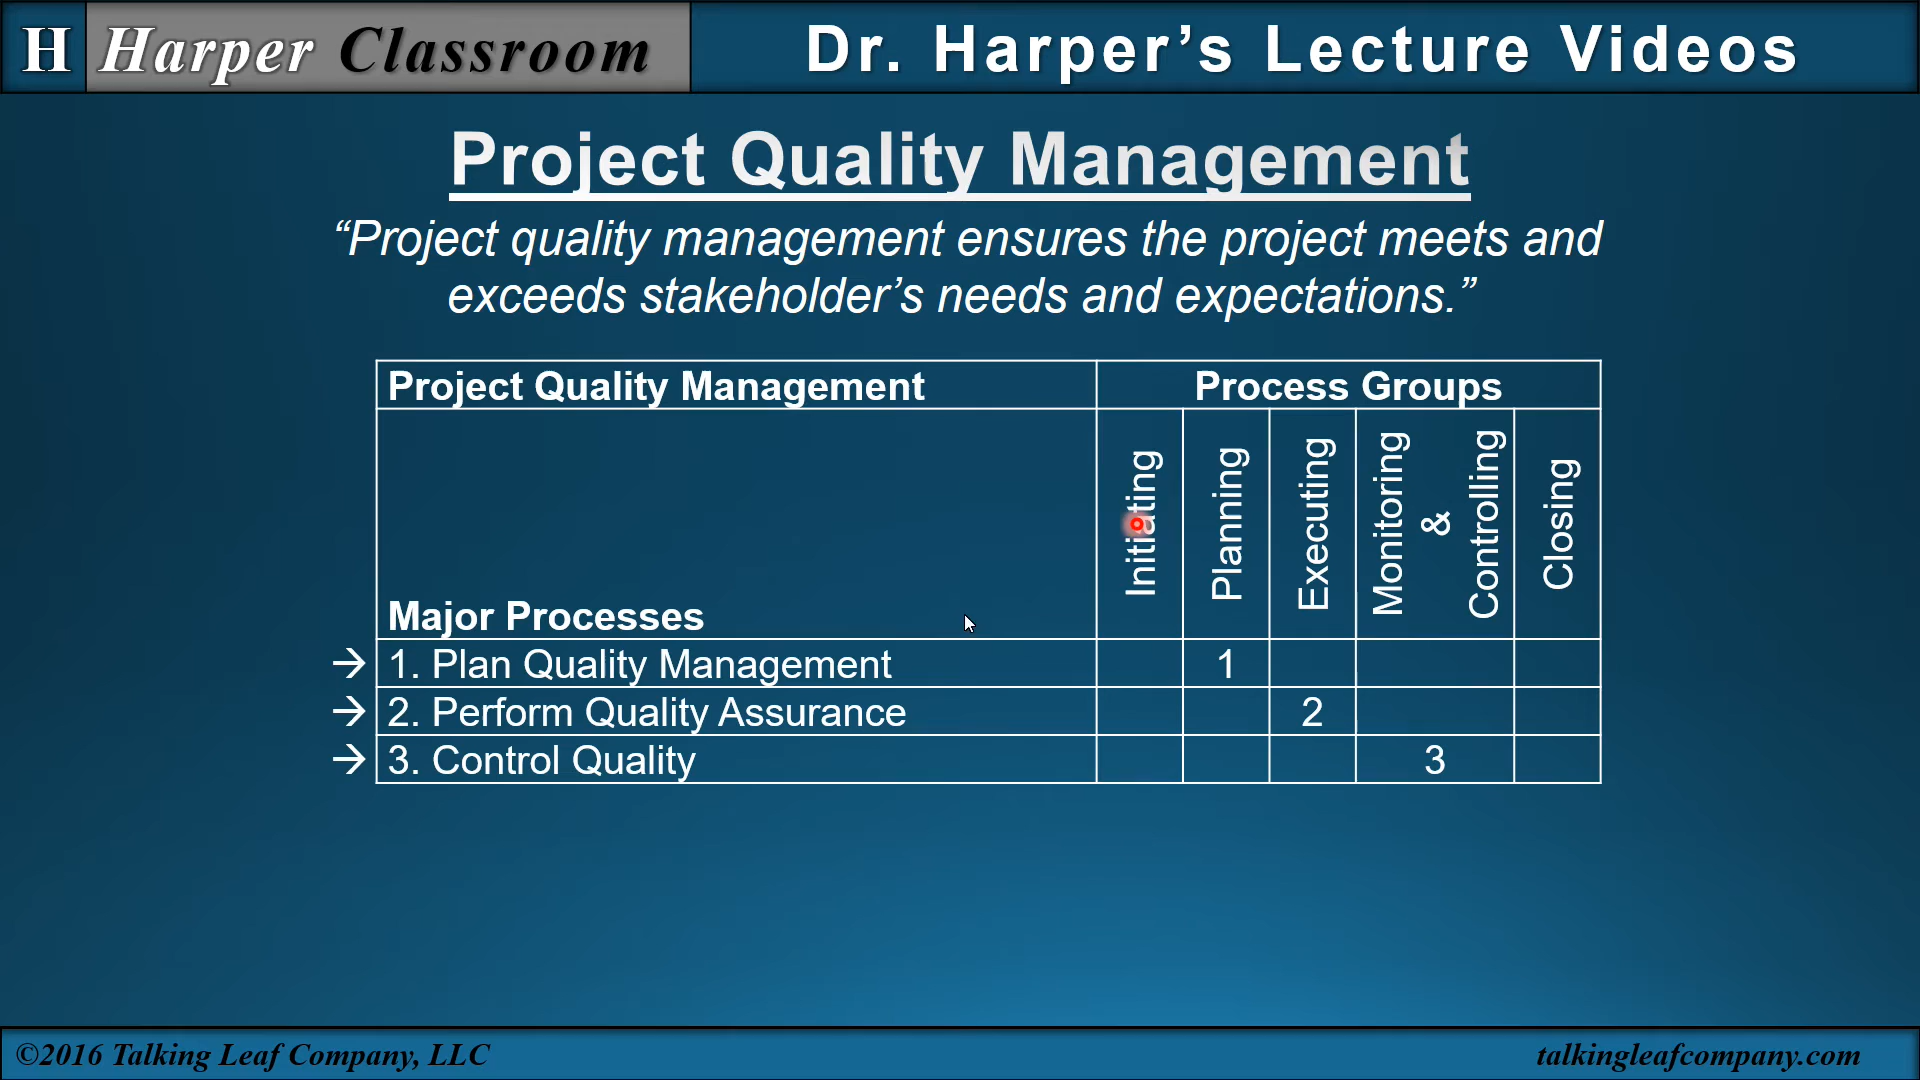 H Harper Classroom
Dr. Harper’s Lecture Videos
Project Quality Management
“Project quality management ensures the project meets and
exceeds stakeholder’s needs and expectations.”
Project Quality Management Process Groups
Major Processes Initiating Planning Executing Monitoring & Controlling Closing
→ 1. Plan Quality Management 1
→ 2. Perform Quality Assurance 2
→ 3. Control Quality 3
©2016 Talking Leaf Company, LLC
talkingleafcompany.com